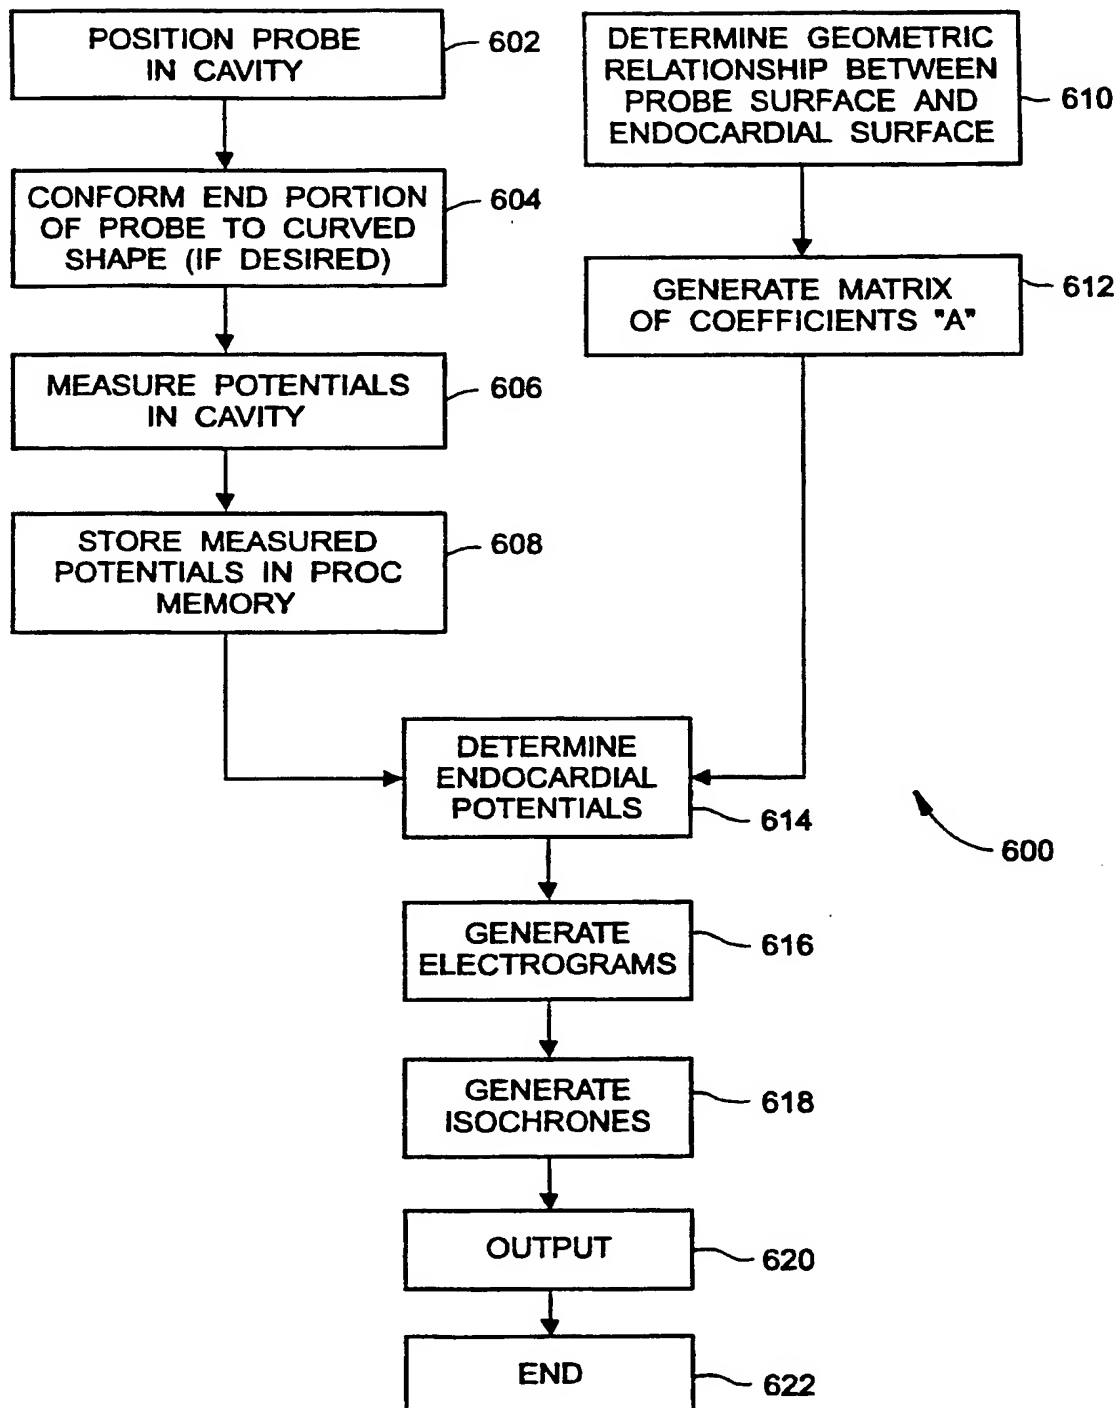 POSITION PROBE
IN CAVITY
602
CONFORM END PORTION
OF PROBE TO CURVED
SHAPE (IF DESIRED)
604
MEASURE POTENTIALS
IN CAVITY
606
STORE MEASURED
POTENTIALS IN PROC
MEMORY
608
DETERMINE GEOMETRIC
RELATIONSHIP BETWEEN
PROBE SURFACE AND
ENDOCARDIAL SURFACE
610
GENERATE MATRIX
OF COEFFICIENTS "A"
612
DETERMINE
ENDOCARDIAL
POTENTIALS
614
600
GENERATE
ELECTROGRAMS
616
GENERATE
ISOCHRONES
618
OUTPUT
620
END
622